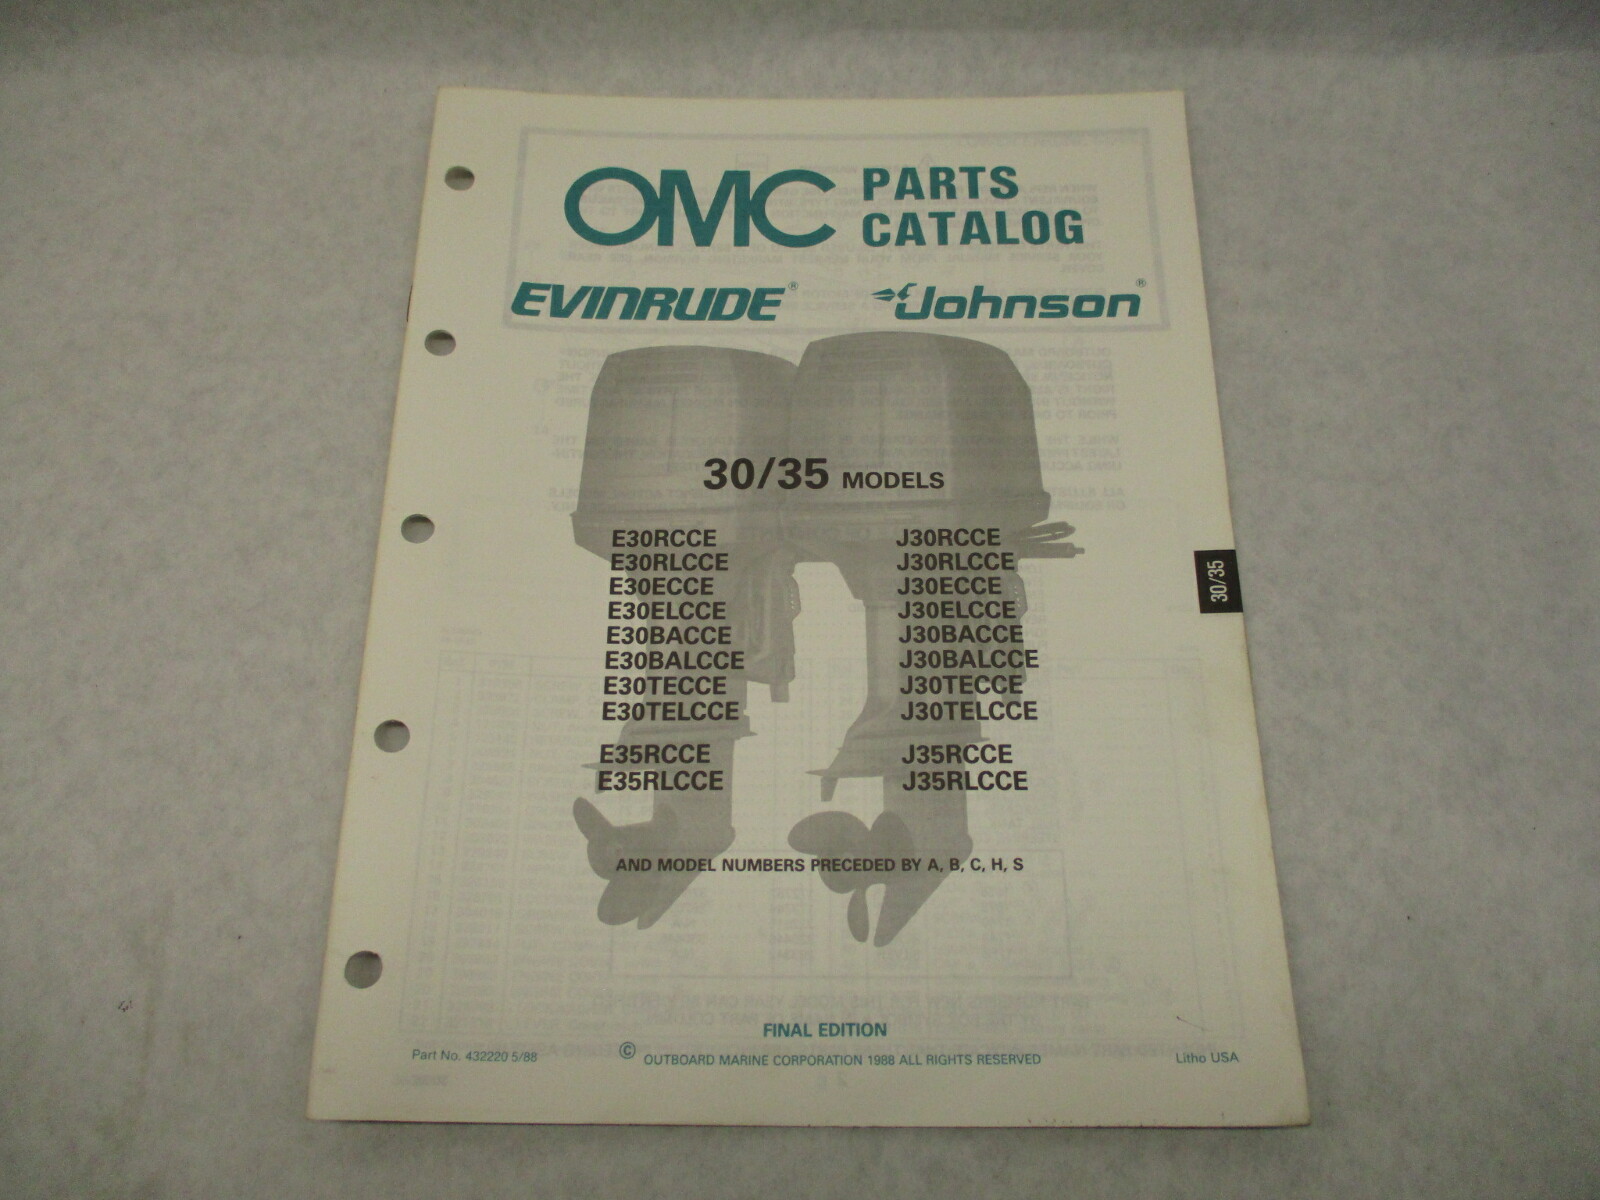 OMC PARTS
CATALOG
EVINRUDE® Johnson®
30/35 MODELS
E30RCCE J30RCCE
E30RLCCE J30RLCCE
E30ECCE J30ECCE
E30ELCCE J30ELCCE
E30BACCE J30BACCE
E30BALCCE J30BALCCE
E30TECCE J30TECCE
E30TELCCE J30TELCCE
E35RCCE J35RCCE
E35RLCCE J35RLCCE
30/35
AND MODEL NUMBERS PRECEDED BY A, B, C, H, S
FINAL EDITION
Part No. 432220 5/88 © OUTBOARD MARINE CORPORATION 1988 ALL RIGHTS RESERVED Litho USA